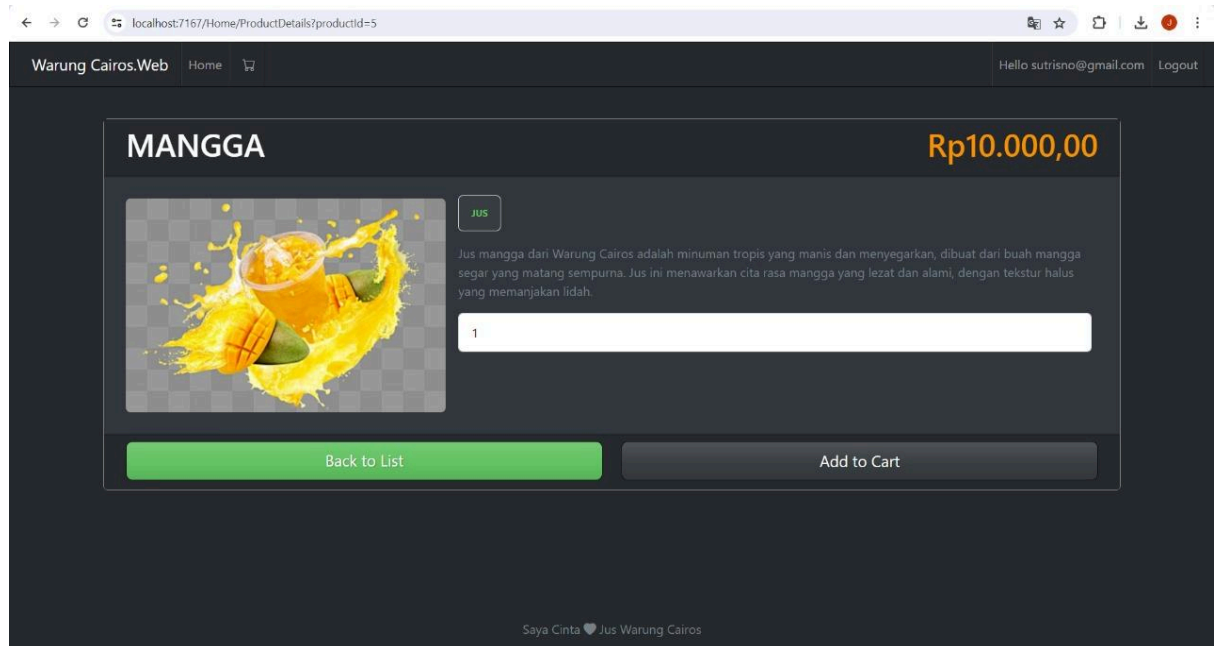 localhost:7167/Home/ProductDetails?productId=5
J
Warung Cairos.Web Home Hello sutrisno@gmail.com Logout
MANGGA Rp10.000,00
JUS
Jus mangga dari Warung Cairos adalah minuman tropis yang manis dan menyegarkan, dibuat dari buah mangga
segar yang matang sempurna. Jus ini menawarkan cita rasa mangga yang lezat dan alami, dengan tekstur halus
yang memanjakan lidah.
1
Back to List Add to Cart
Saya Cinta 🖤 Jus Warung Cairos